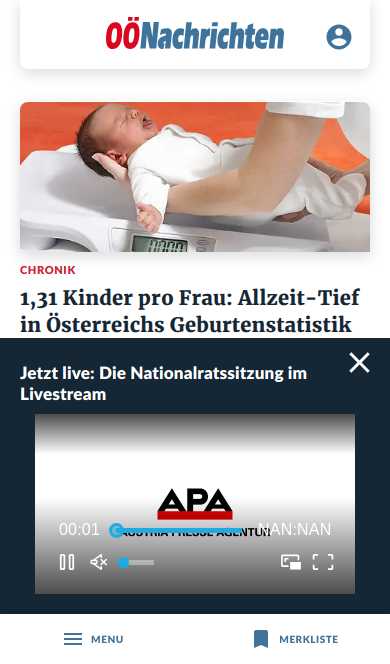 OÖNachrichten
CHRONIK
1,31 Kinder pro Frau: Allzeit-Tief
in Österreichs Geburtenstatistik
Jetzt live: Die Nationalratssitzung im
Livestream
APA
00:01
NAN:NAN
AUSTRIA PRESSE AGENTUR
MENU
MERKLISTE